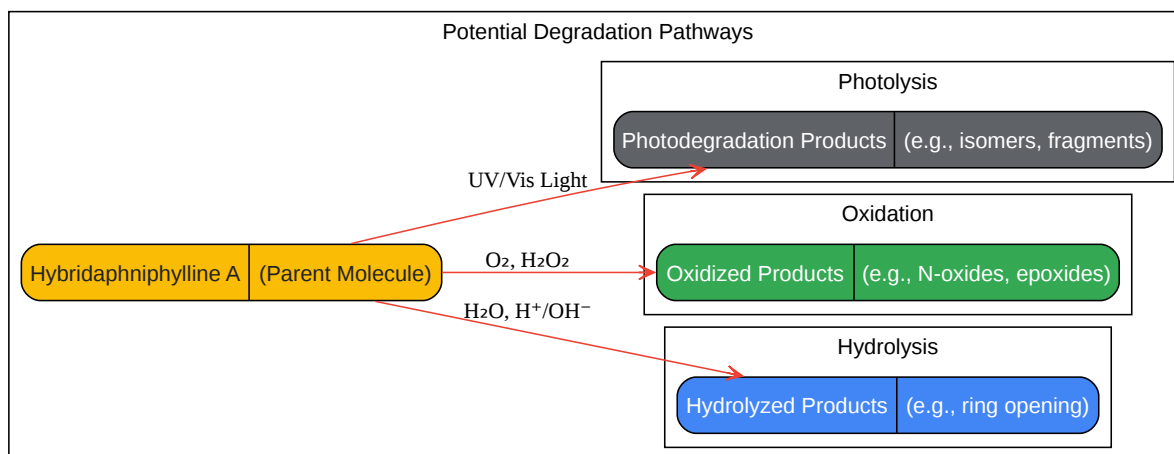 Potential Degradation Pathways
Photolysis
Photodegradation Products (e.g., isomers, fragments)
UV/Vis Light
Oxidation
Hybridaphniphylline A (Parent Molecule)
O₂, H₂O₂
Oxidized Products (e.g., N-oxides, epoxides)
H₂O, H⁺/OH⁻
Hydrolysis
Hydrolyzed Products (e.g., ring opening)